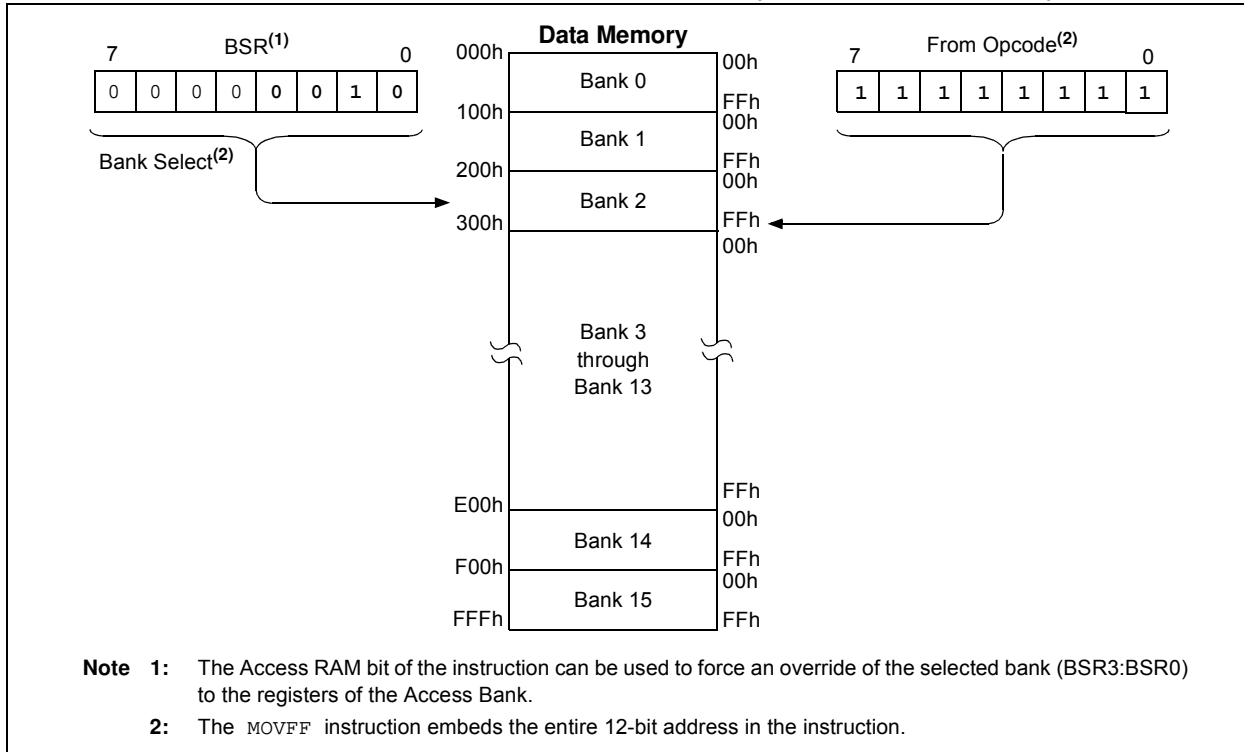 Data Memory
7 BSR(1) 0
0 0 0 0 0 0 1 0
Bank Select(2)
7 From Opcode(2) 0
1 1 1 1 1 1 1 1
000h 00h
Bank 0
FFh
100h 00h
Bank 1
FFh
200h 00h
Bank 2
300h FFh
00h
Bank 3
through
Bank 13
FFh
E00h 00h
Bank 14
FFh
F00h 00h
Bank 15
FFFh FFh
Note 1: The Access RAM bit of the instruction can be used to force an override of the selected bank (BSR3:BSR0)
to the registers of the Access Bank.
2: The MOVFF instruction embeds the entire 12-bit address in the instruction.